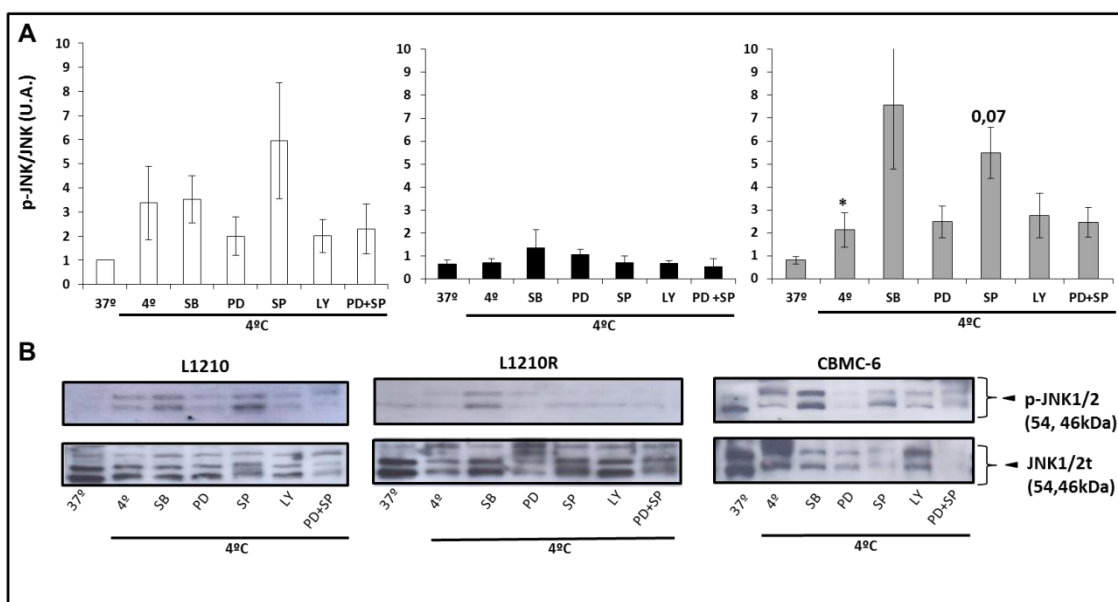 A
p-JNK/JNK (U.A.)
10
9
8
7
6
5
4
3
2
1
0
37º 4º SB PD SP LY PD+SP
4ºC
10
9
8
7
6
5
4
3
2
1
0
37º 4º SB PD SP LY PD +SP
4ºC
10
9
8
7
6
5
4
3
2
1
0
*
0,07
37º 4º SB PD SP LY PD+SP
4ºC
B
L1210
37º 4º SB PD SP LY PD+SP
4ºC
L1210R
37º 4º SB PD SP LY PD+SP
4ºC
CBMC-6
37º 4º SB PD SP LY PD+SP
4ºC
p-JNK1/2
(54, 46kDa)
JNK1/2t
(54,46kDa)